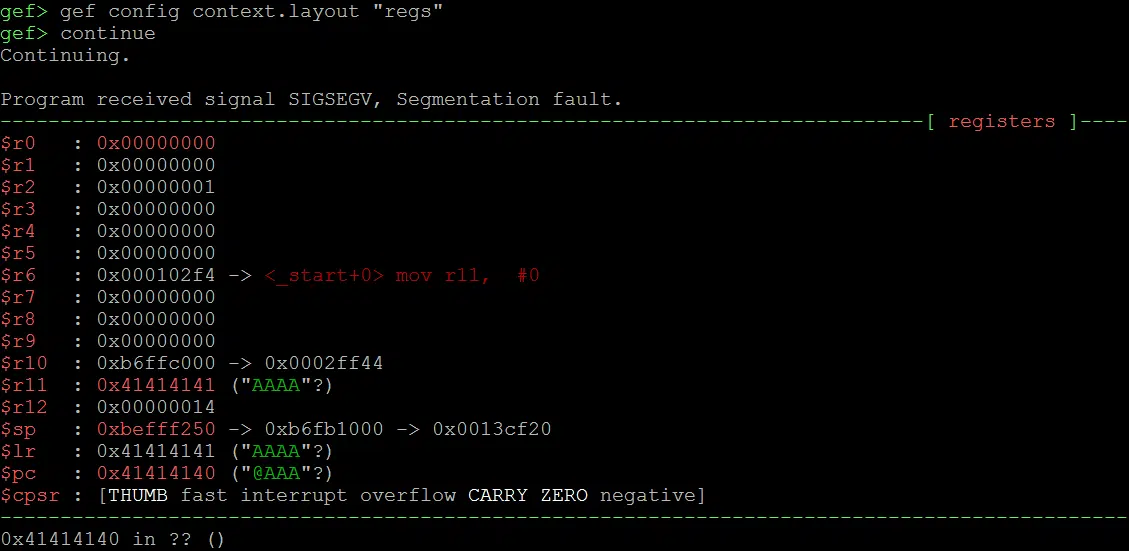 gef> gef config context.layout "regs"
gef> continue
Continuing.

Program received signal SIGSEGV, Segmentation fault.
----------------------------------------------------------------------------[ registers ]----
$r0   : 0x00000000
$r1   : 0x00000000
$r2   : 0x00000001
$r3   : 0x00000000
$r4   : 0x00000000
$r5   : 0x00000000
$r6   : 0x000102f4 -> <_start+0> mov r11,  #0
$r7   : 0x00000000
$r8   : 0x00000000
$r9   : 0x00000000
$r10  : 0xb6ffc000 -> 0x0002ff44
$r11  : 0x41414141 ("AAAA"?)
$r12  : 0x00000014
$sp   : 0xbefff250 -> 0xb6fb1000 -> 0x0013cf20
$lr   : 0x41414141 ("AAAA"?)
$pc   : 0x41414140 ("@AAA"?)
$cpsr : [THUMB fast interrupt overflow CARRY ZERO negative]
---------------------------------------------------------------------------------------------
0x41414140 in ?? ()